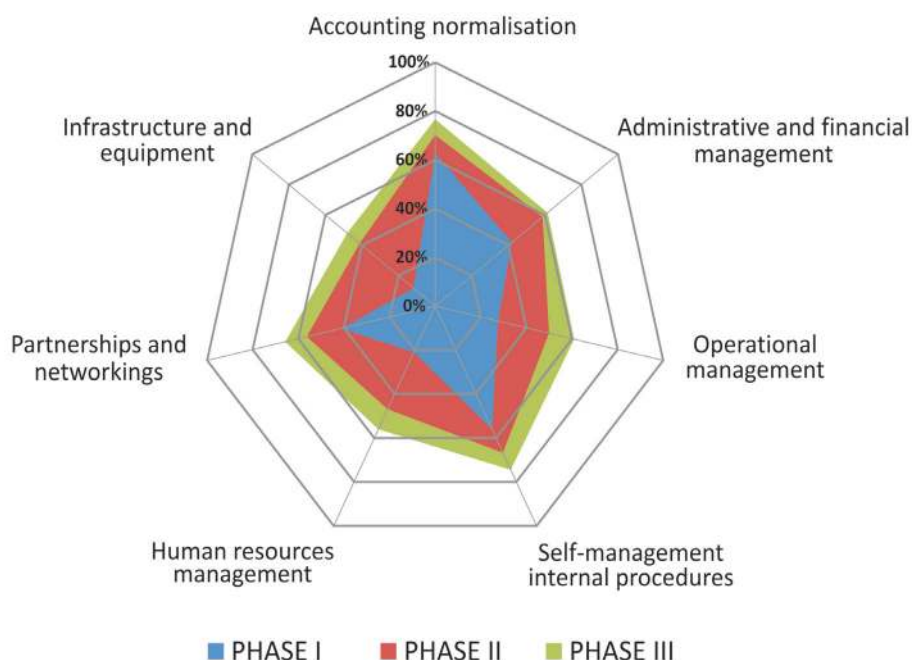 Accounting normalisation
100%
80%
60%
40%
20%
0%
Administrative and financial
management
Operational
management
Self-management
internal procedures
Human resources
management
Partnerships and
networkings
Infrastructure and
equipment
PHASE I
PHASE II
PHASE III